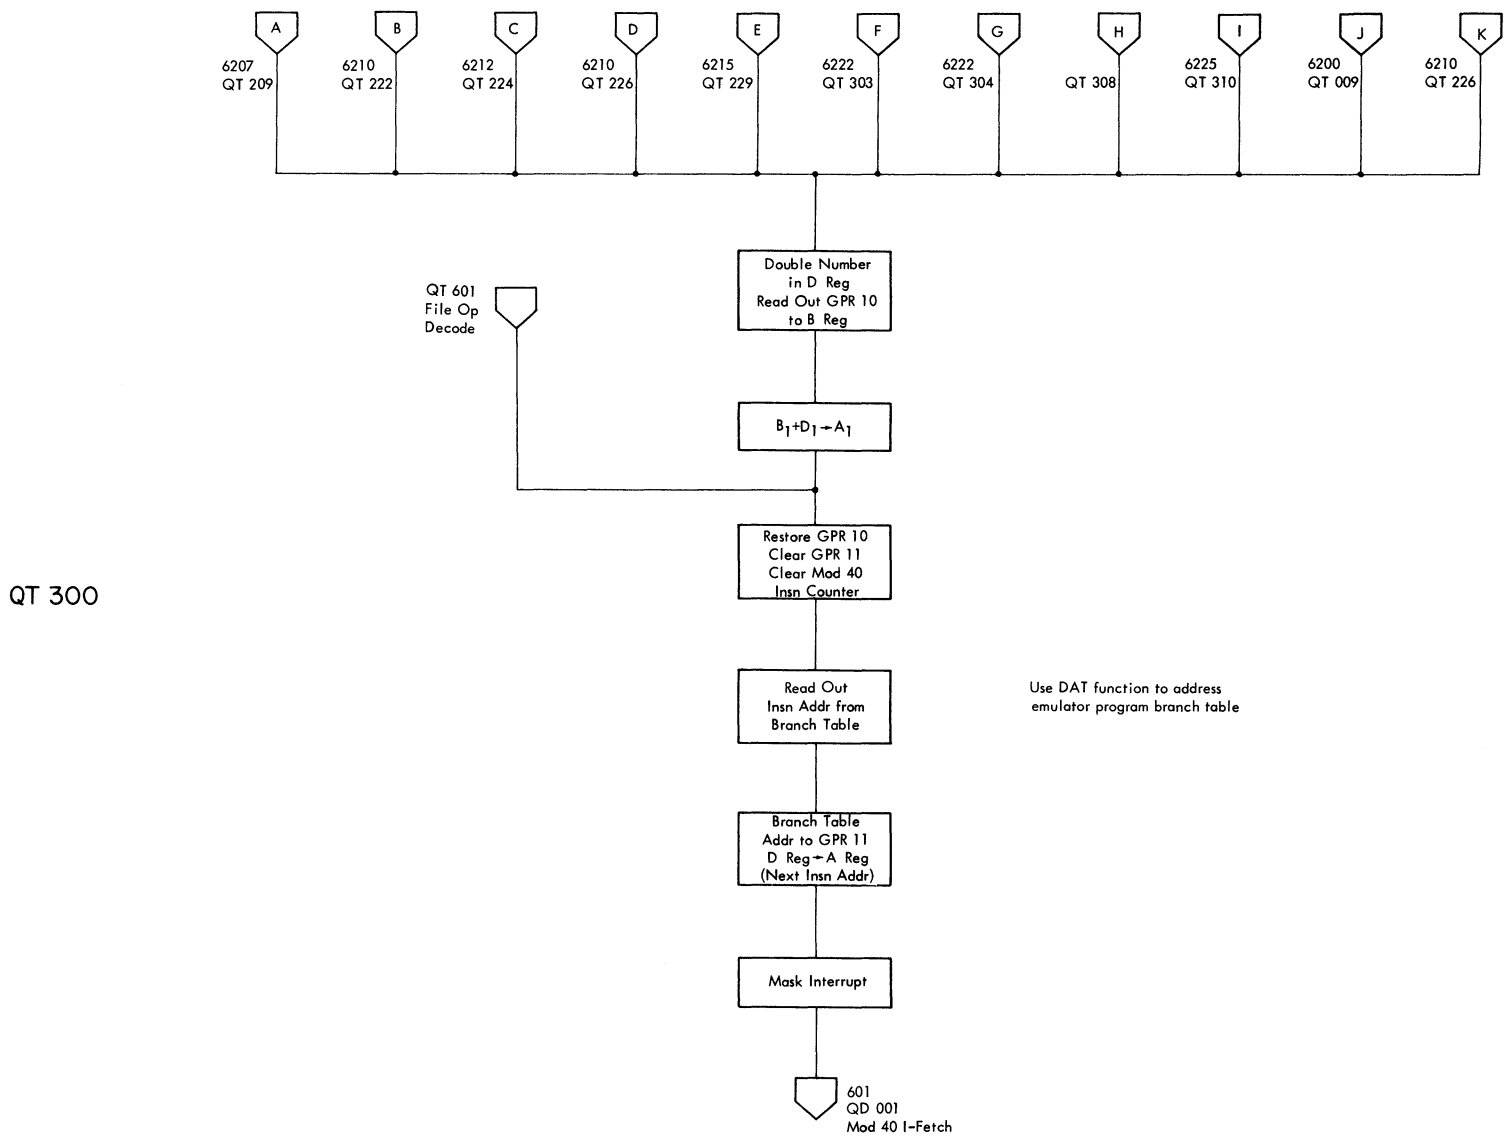 A B C D E F G H I J K
6207 6210 6212 6210 6215 6222 6222 6225 6200 6210
QT 209 QT 222 QT 224 QT 226 QT 229 QT 303 QT 304 QT 308 QT 310 QT 009 QT 226
Double Number
in D Reg
Read Out GPR 10
to B Reg
QT 601
File Op
Decode
B₁+D₁→A₁
Restore GPR 10
Clear GPR 11
Clear Mod 40
Insn Counter
QT 300
Read Out
Insn Addr from
Branch Table
Use DAT function to address
emulator program branch table
Branch Table
Addr to GPR 11
D Reg→A Reg
(Next Insn Addr)
Mask Interrupt
601
QD 001
Mod 40 I-Fetch